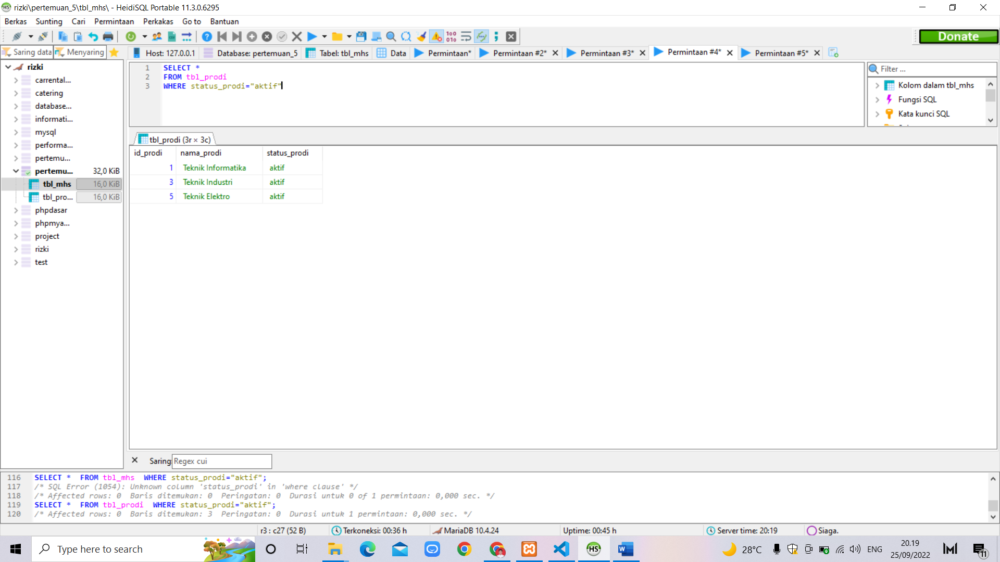 rizki\pertemuan_5\tbl_mhs\ - HeidiSQL Portable 11.3.0.6295
Berkas Sunting Cari Permintaan Perkakas Go to Bantuan
Donate
Saring data Menyaring
Host: 127.0.0.1 Database: pertemuan_5 Tabel: tbl_mhs Data Permintaan* Permintaan #2* Permintaan #3* Permintaan #4* Permintaan #5*
rizki
carrental...
catering
database...
informati...
mysql
performa...
pertemu...
pertemu... 32,0 KiB
tbl_mhs 16,0 KiB
tbl_pro... 16,0 KiB
phpdasar
phpmya...
project
rizki
test
1 SELECT *
2 FROM tbl_prodi
3 WHERE status_prodi="aktif"
Filter ...
Kolom dalam tbl_mhs
Fungsi SQL
Kata kunci SQL
tbl_prodi (3r × 3c)
id_prodi nama_prodi status_prodi
1 Teknik Informatika aktif
3 Teknik Industri aktif
5 Teknik Elektro aktif
Saring Regex cui
116 SELECT * FROM tbl_mhs WHERE status_prodi="aktif";
117 /* SQL Error (1054): Unknown column 'status_prodi' in 'where clause' */
118 /* Affected rows: 0 Baris ditemukan: 0 Peringatan: 0 Durasi untuk 0 of 1 permintaan: 0,000 sec. */
119 SELECT * FROM tbl_prodi WHERE status_prodi="aktif";
120 /* Affected rows: 0 Baris ditemukan: 3 Peringatan: 0 Durasi untuk 1 permintaan: 0,000 sec. */
r3 : c27 (52 B) Terkoneksi: 00:36 h MariaDB 10.4.24 Uptime: 00:45 h Server time: 20:19 Siaga.
Type here to search
28°C ENG
20.19
25/09/2022
11